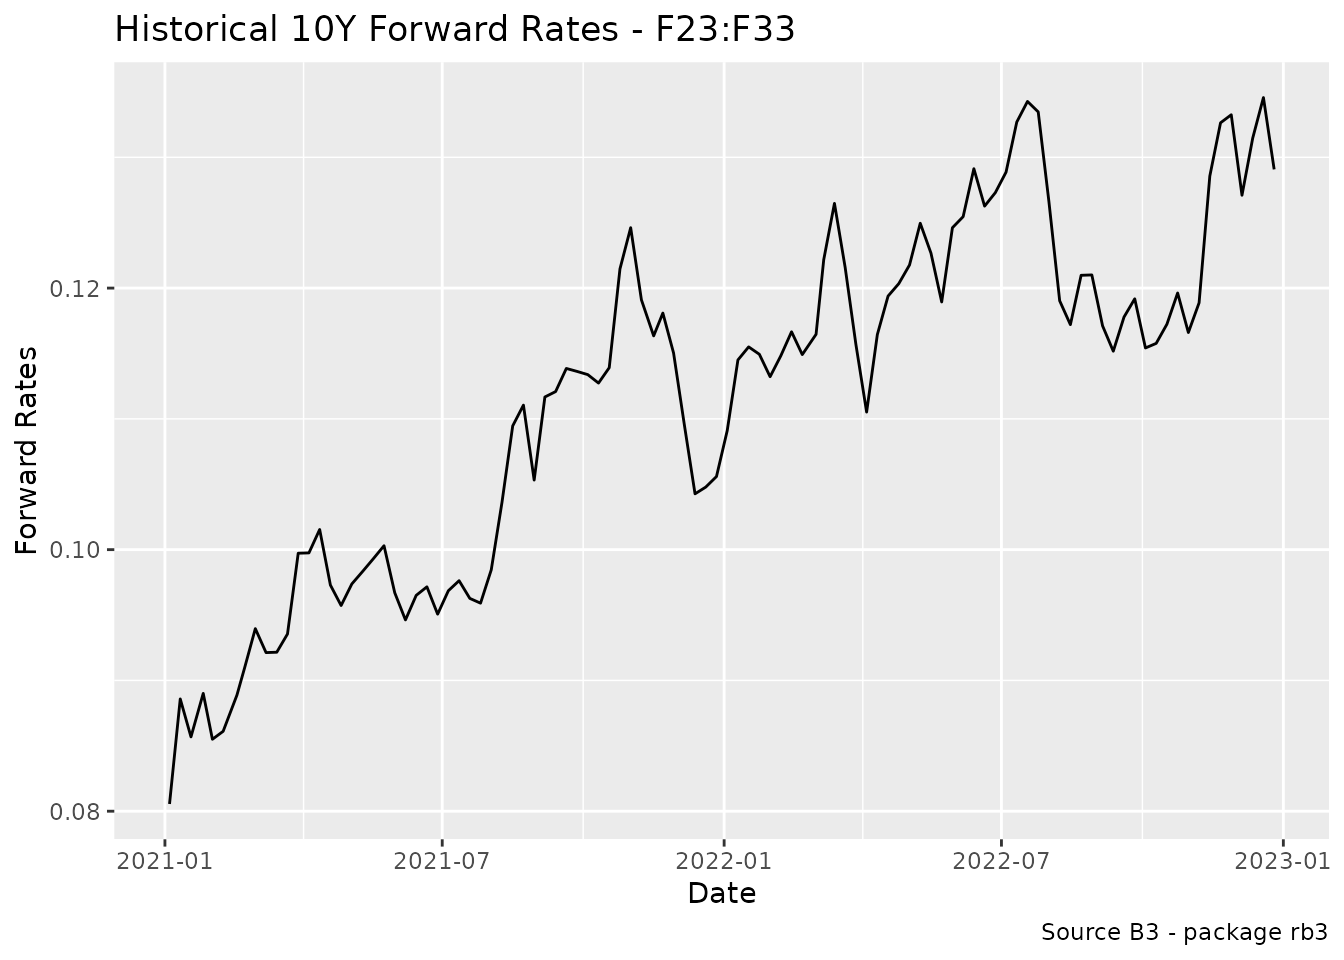 Historical 10Y Forward Rates - F23:F33
Forward Rates
0.12
0.10
0.08
2021-01 2021-07 2022-01 2022-07 2023-01
Date
Source B3 - package rb3